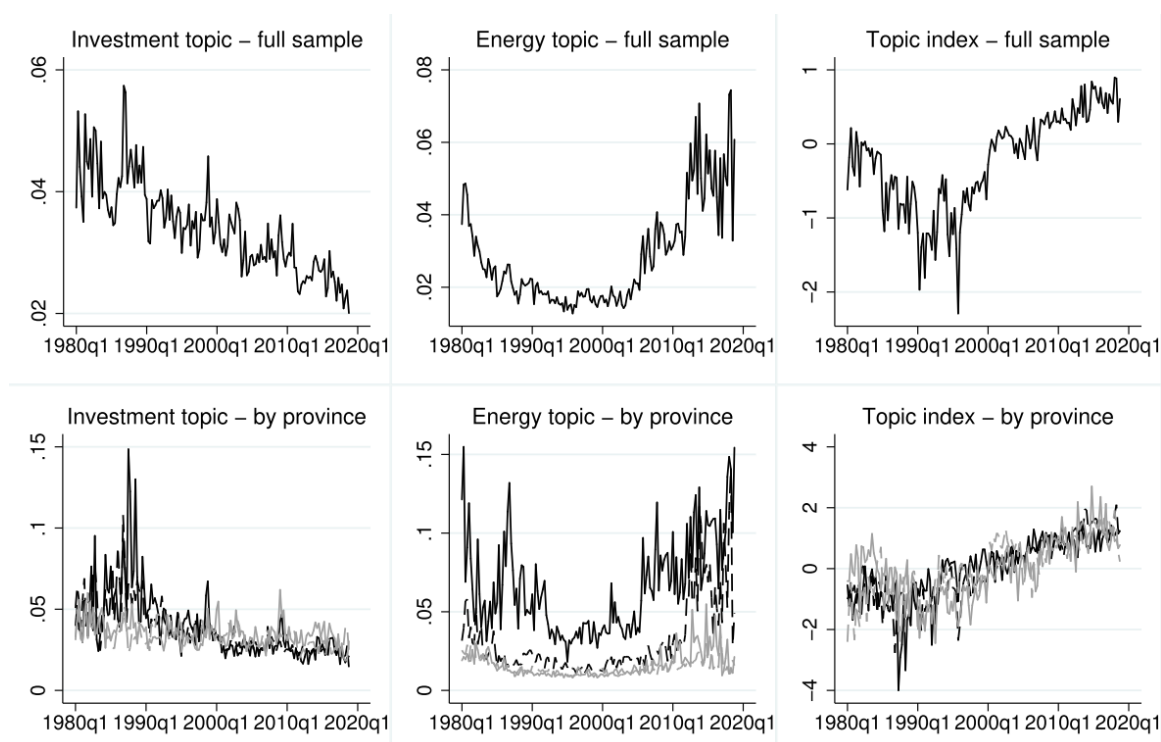 Investment topic – full sample
.06
.04
.02
1980q1 1990q1 2000q1 2010q1 2020q1
Energy topic – full sample
.08
.06
.04
.02
1980q1 1990q1 2000q1 2010q1 2020q1
Topic index – full sample
1
0
−1
−2
1980q1 1990q1 2000q1 2010q1 2020q1
Investment topic – by province
.15
.1
.05
0
1980q1 1990q1 2000q1 2010q1 2020q1
Energy topic – by province
.15
.1
.05
0
1980q1 1990q1 2000q1 2010q1 2020q1
Topic index – by province
4
2
0
−2
−4
1980q1 1990q1 2000q1 2010q1 2020q1